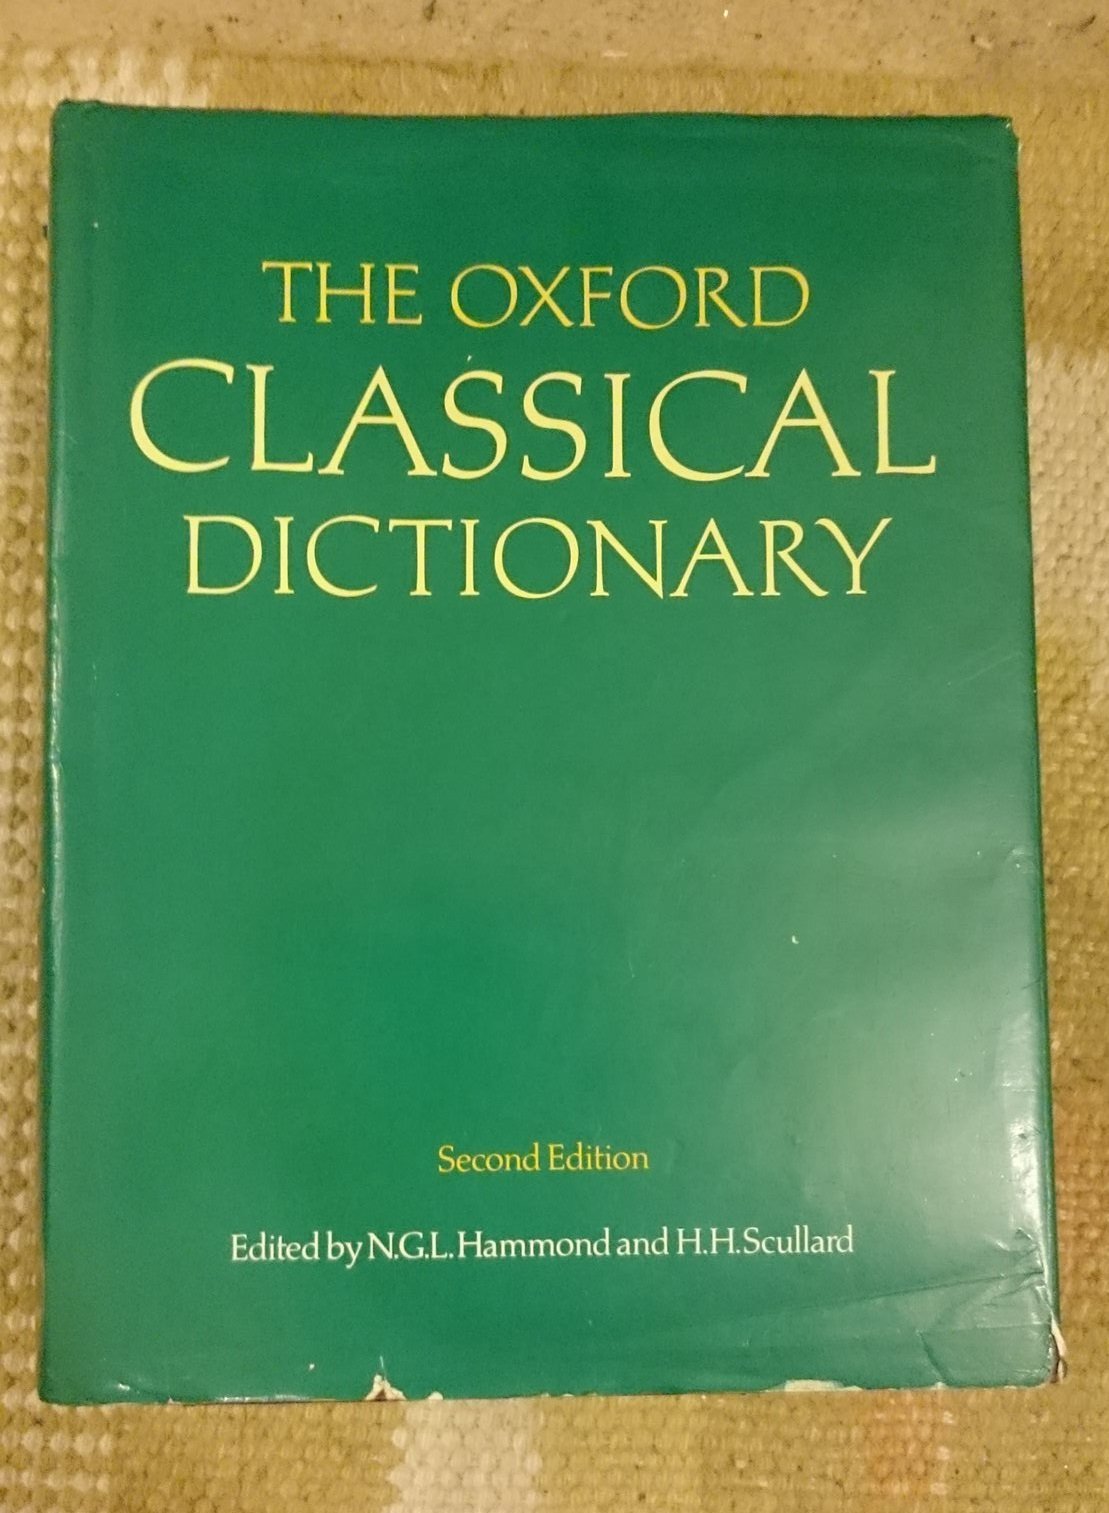 THE OXFORD
CLASSICAL
DICTIONARY
Second Edition
Edited by N.G.L. Hammond and H.H. Scullard